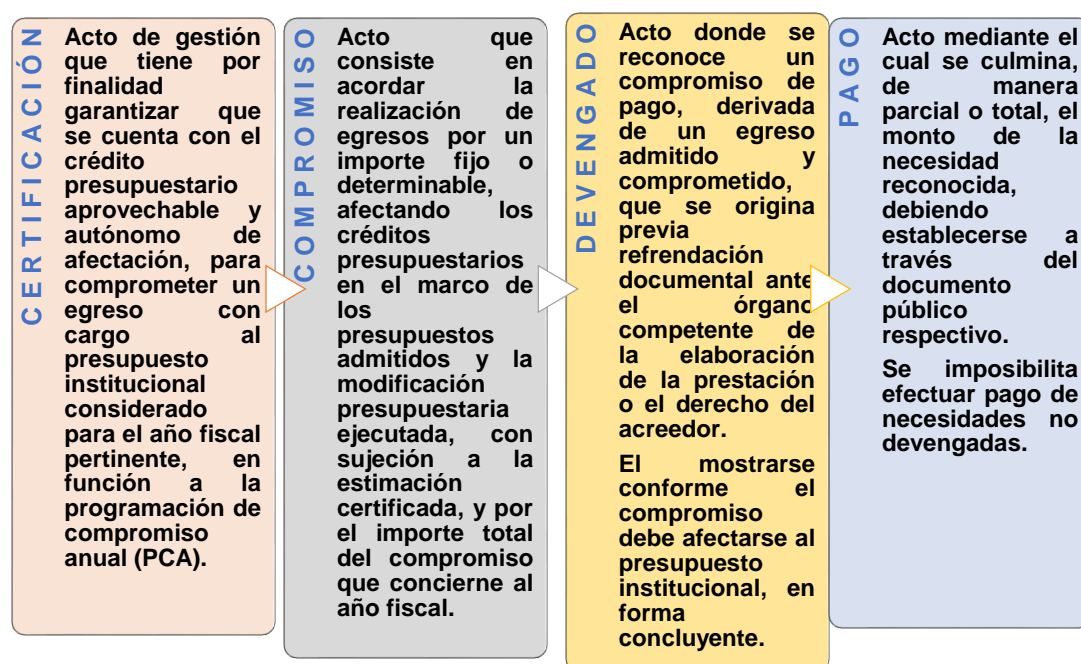 CERTIFICACIÓN
Acto de gestión
que tiene por
finalidad
garantizar que
se cuenta con el
crédito
presupuestario
aprovechable y
autónomo de
afectación, para
comprometer un
egreso con
cargo al
presupuesto
institucional
considerado
para el año fiscal
pertinente, en
función a la
programación de
compromiso
anual (PCA).
COMPROMISO
Acto que
consiste en
acordar la
realización de
egresos por un
importe fijo o
determinable,
afectando los
créditos
presupuestarios
en el marco de
los
presupuestos
admitidos y la
modificación
presupuestaria
ejecutada, con
sujeción a la
estimación
certificada, y por
el importe total
del compromiso
que concierne al
año fiscal.
DEVENGADO
Acto donde se
reconoce un
compromiso de
pago, derivada
de un egreso
admitido y
comprometido,
que se origina
previa
refrendación
documental ante
el órgano
competente de
la elaboración
de la prestación
o el derecho del
acreedor.
El mostrarse
conforme el
compromiso
debe afectarse al
presupuesto
institucional, en
forma
concluyente.
PAGO
Acto mediante el
cual se culmina,
de manera
parcial o total, el
monto de la
necesidad
reconocida,
debiendo
establecerse a
través del
documento
público
respectivo.
Se imposibilita
efectuar pago de
necesidades no
devengadas.